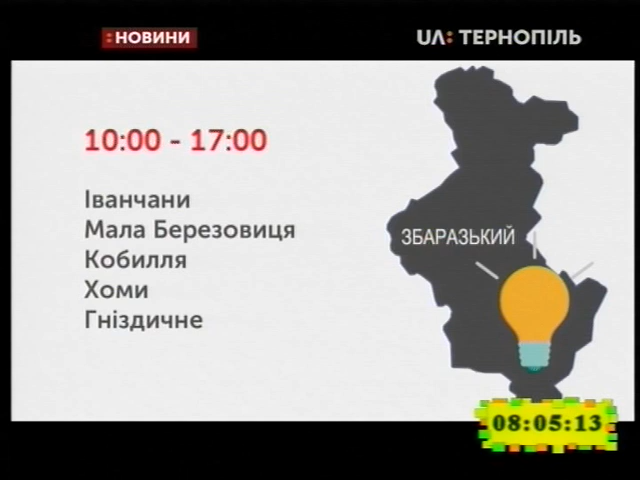 :НОВИНИ
UA: ТЕРНОПІЛЬ
10:00 - 17:00
Іванчани
Мала Березовиця
Кобилля
Хоми
Гніздичне
ЗБАРАЗЬКИЙ
08:05:13